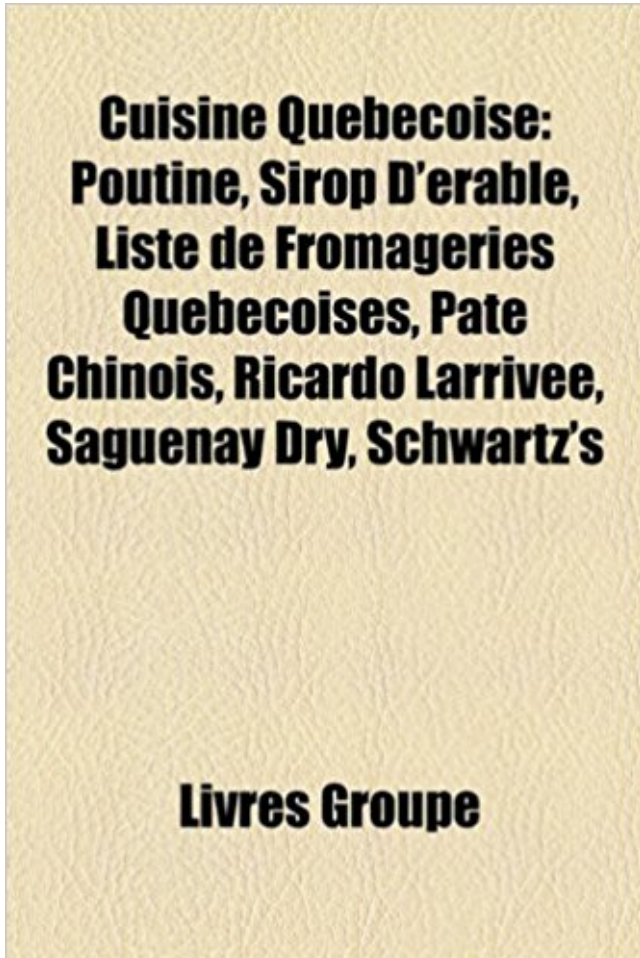 Cuisine Quebecoise:
Poutine, Sirop D'erable,
Liste de Fromageries
Quebecoises, Pate
Chinois, Ricardo Larrivee,
Saguenay Dry, Schwartz's
Livres Groupe